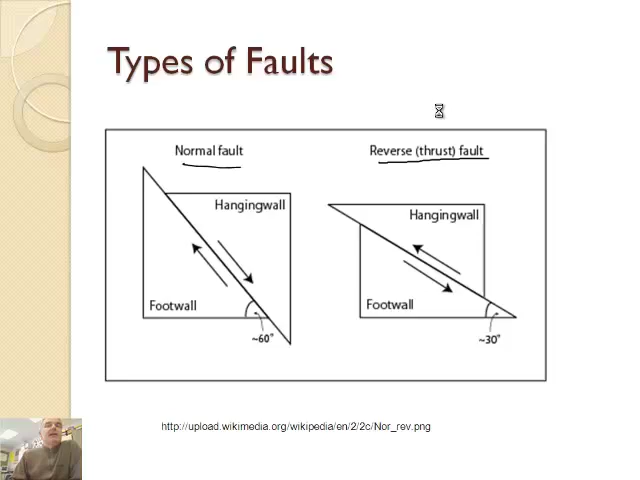 Types of Faults
Normal fault
Reverse (thrust) fault
Hangingwall
Hangingwall
Footwall
Footwall
~60°
~30°
http://upload.wikimedia.org/wikipedia/en/2/2c/Nor_rev.png